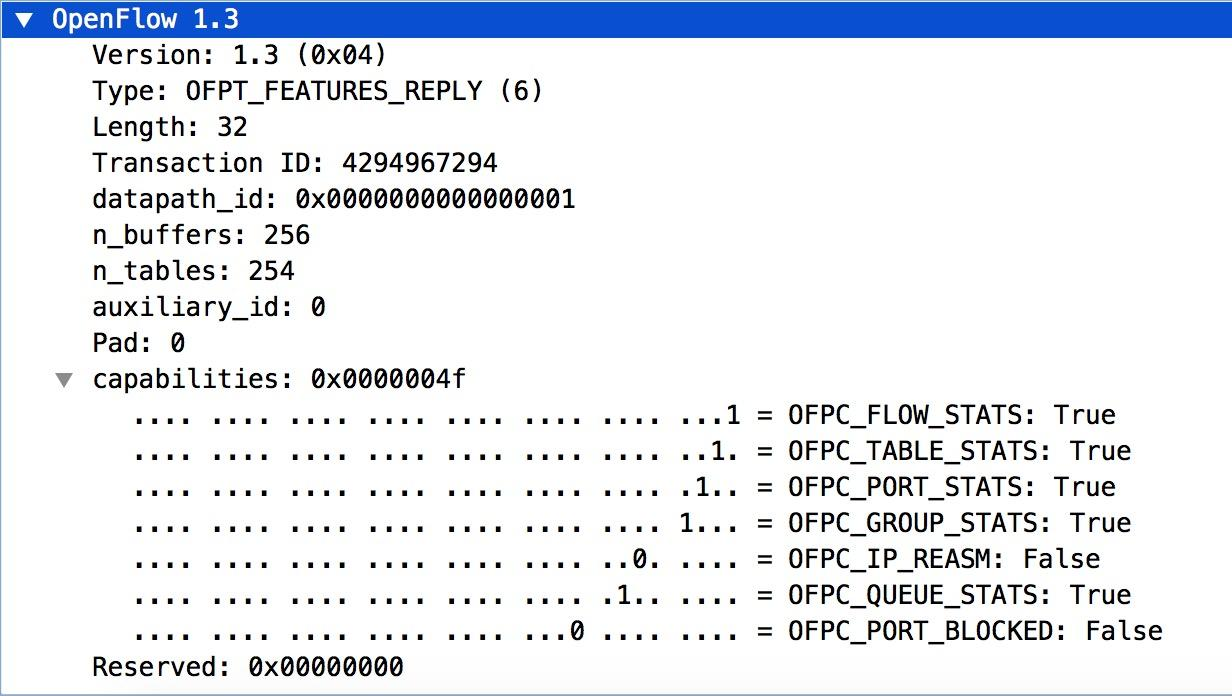 OpenFlow 1.3
Version: 1.3 (0x04)
Type: OFPT_FEATURES_REPLY (6)
Length: 32
Transaction ID: 4294967294
datapath_id: 0x0000000000000001
n_buffers: 256
n_tables: 254
auxiliary_id: 0
Pad: 0
capabilities: 0x0000004f
.... .... .... .... .... .... .... ...1 = OFPC_FLOW_STATS: True
.... .... .... .... .... .... .... ..1. = OFPC_TABLE_STATS: True
.... .... .... .... .... .... .... .1.. = OFPC_PORT_STATS: True
.... .... .... .... .... .... .... 1... = OFPC_GROUP_STATS: True
.... .... .... .... .... .... ..0. .... = OFPC_IP_REASM: False
.... .... .... .... .... .... .1.. .... = OFPC_QUEUE_STATS: True
.... .... .... .... .... ...0 .... .... = OFPC_PORT_BLOCKED: False
Reserved: 0x00000000